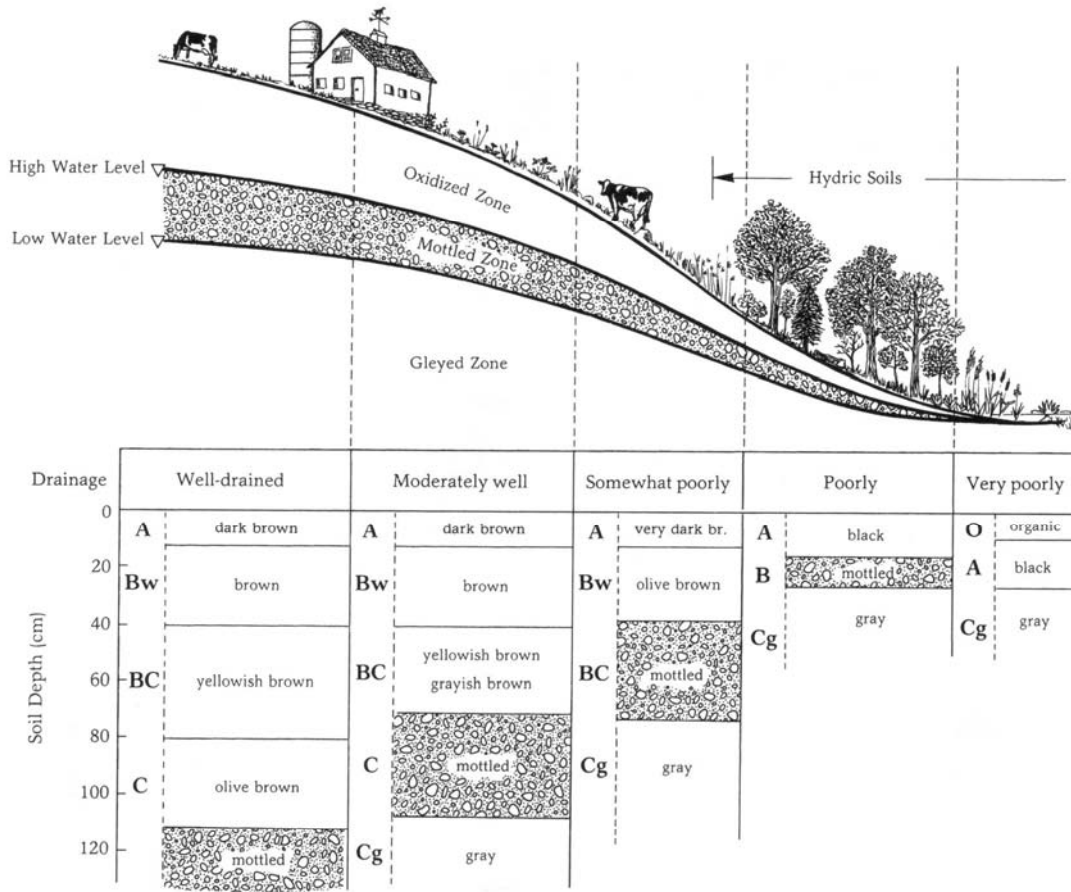 High Water Level
Oxidized Zone
Hydric Soils
Low Water Level
Mottled Zone
Gleyed Zone
Drainage
Well-drained
Moderately well
Somewhat poorly
Poorly
Very poorly
Soil Depth (cm)
0
20
40
60
80
100
120
A
dark brown
Bw
brown
BC
yellowish brown
C
olive brown
mottled
A
dark brown
Bw
brown
BC
yellowish brown
grayish brown
C
mottled
Cg
gray
A
very dark br.
Bw
olive brown
BC
mottled
Cg
gray
A
black
B
mottled
Cg
gray
O
organic
A
black
Cg
gray